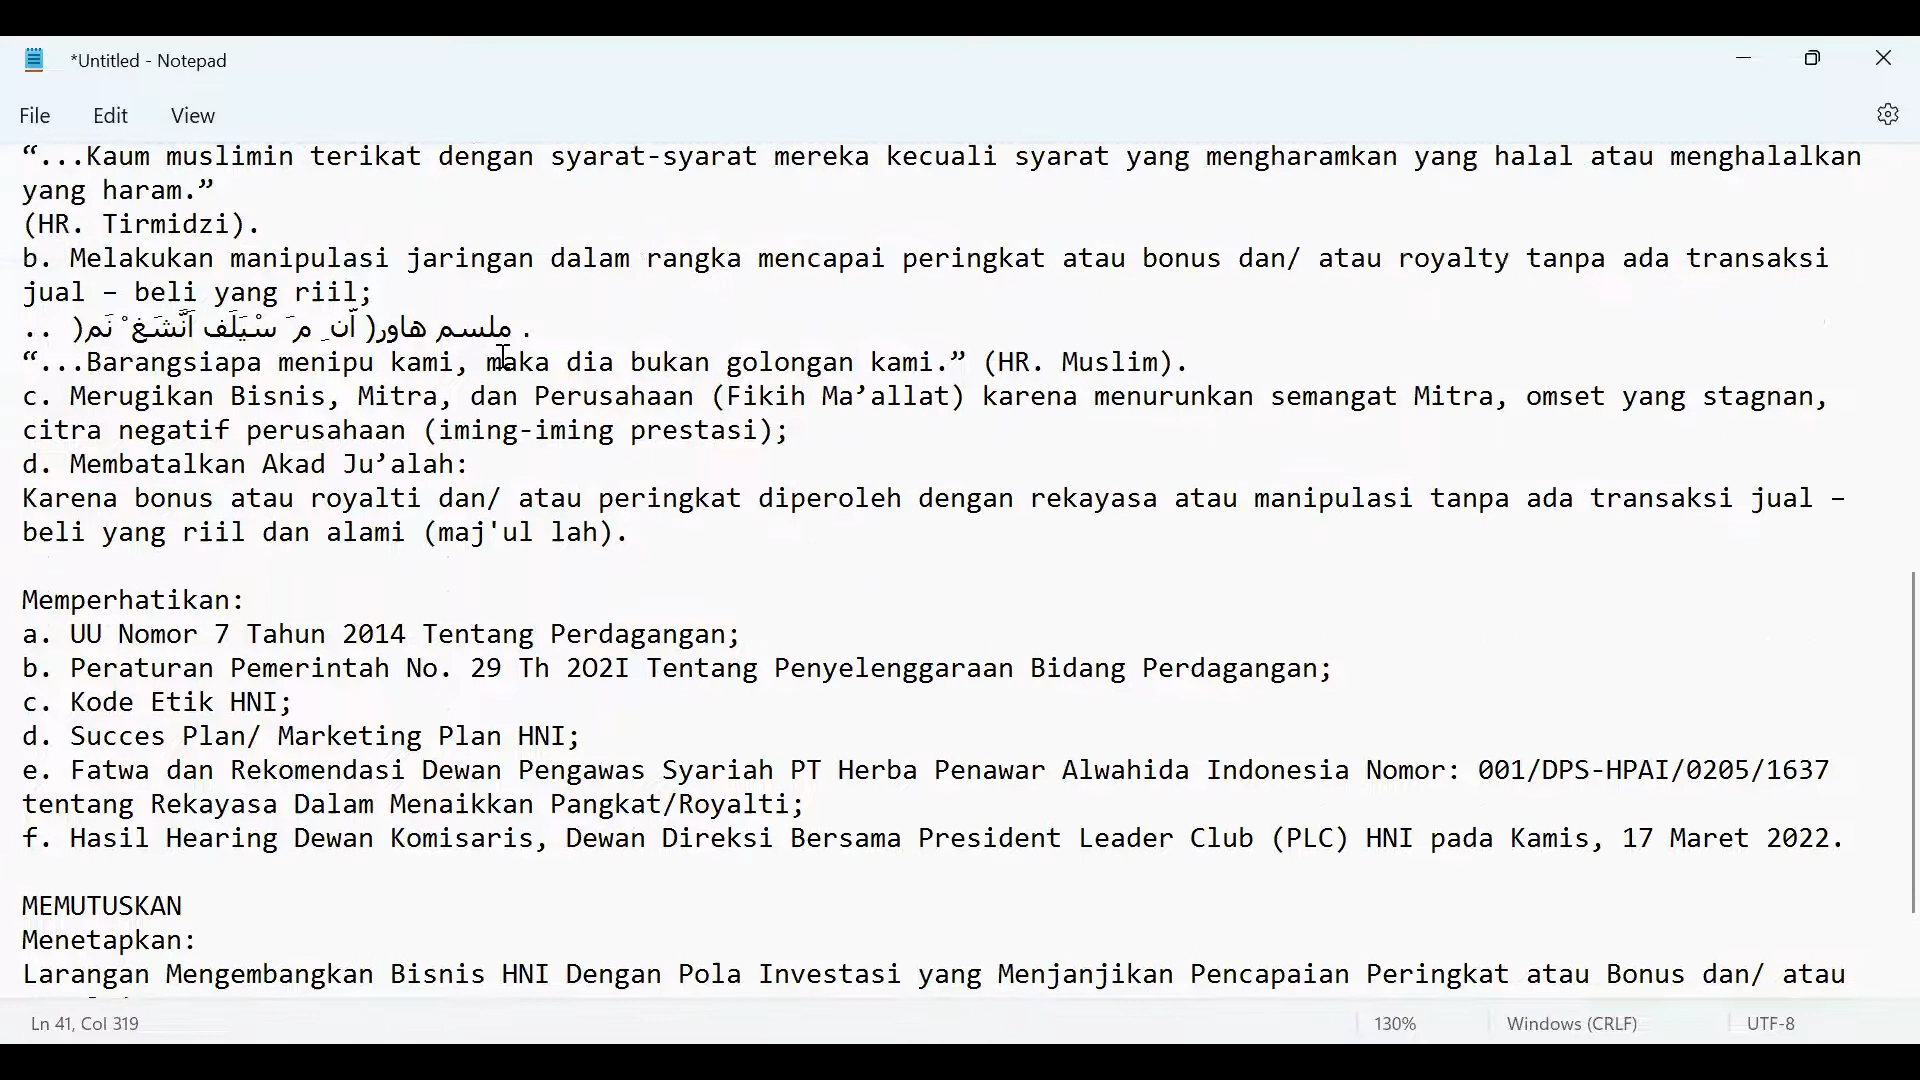 *Untitled - Notepad
File Edit View
“...Kaum muslimin terikat dengan syarat-syarat mereka kecuali syarat yang mengharamkan yang halal atau menghalalkan
yang haram.”
(HR. Tirmidzi).
b. Melakukan manipulasi jaringan dalam rangka mencapai peringkat atau bonus dan/ atau royalty tanpa ada transaksi
jual – beli yang riil;
“...Barangsiapa menipu kami, maka dia bukan golongan kami.” (HR. Muslim).
c. Merugikan Bisnis, Mitra, dan Perusahaan (Fikih Ma’allat) karena menurunkan semangat Mitra, omset yang stagnan,
citra negatif perusahaan (iming-iming prestasi);
d. Membatalkan Akad Ju’alah:
Karena bonus atau royalti dan/ atau peringkat diperoleh dengan rekayasa atau manipulasi tanpa ada transaksi jual –
beli yang riil dan alami (maj'ul lah).
Memperhatikan:
a. UU Nomor 7 Tahun 2014 Tentang Perdagangan;
b. Peraturan Pemerintah No. 29 Th 2O2I Tentang Penyelenggaraan Bidang Perdagangan;
c. Kode Etik HNI;
d. Succes Plan/ Marketing Plan HNI;
e. Fatwa dan Rekomendasi Dewan Pengawas Syariah PT Herba Penawar Alwahida Indonesia Nomor: 001/DPS-HPAI/0205/1637
tentang Rekayasa Dalam Menaikkan Pangkat/Royalti;
f. Hasil Hearing Dewan Komisaris, Dewan Direksi Bersama President Leader Club (PLC) HNI pada Kamis, 17 Maret 2022.
MEMUTUSKAN
Menetapkan:
Larangan Mengembangkan Bisnis HNI Dengan Pola Investasi yang Menjanjikan Pencapaian Peringkat atau Bonus dan/ atau
Ln 41, Col 319 130% Windows (CRLF) UTF-8